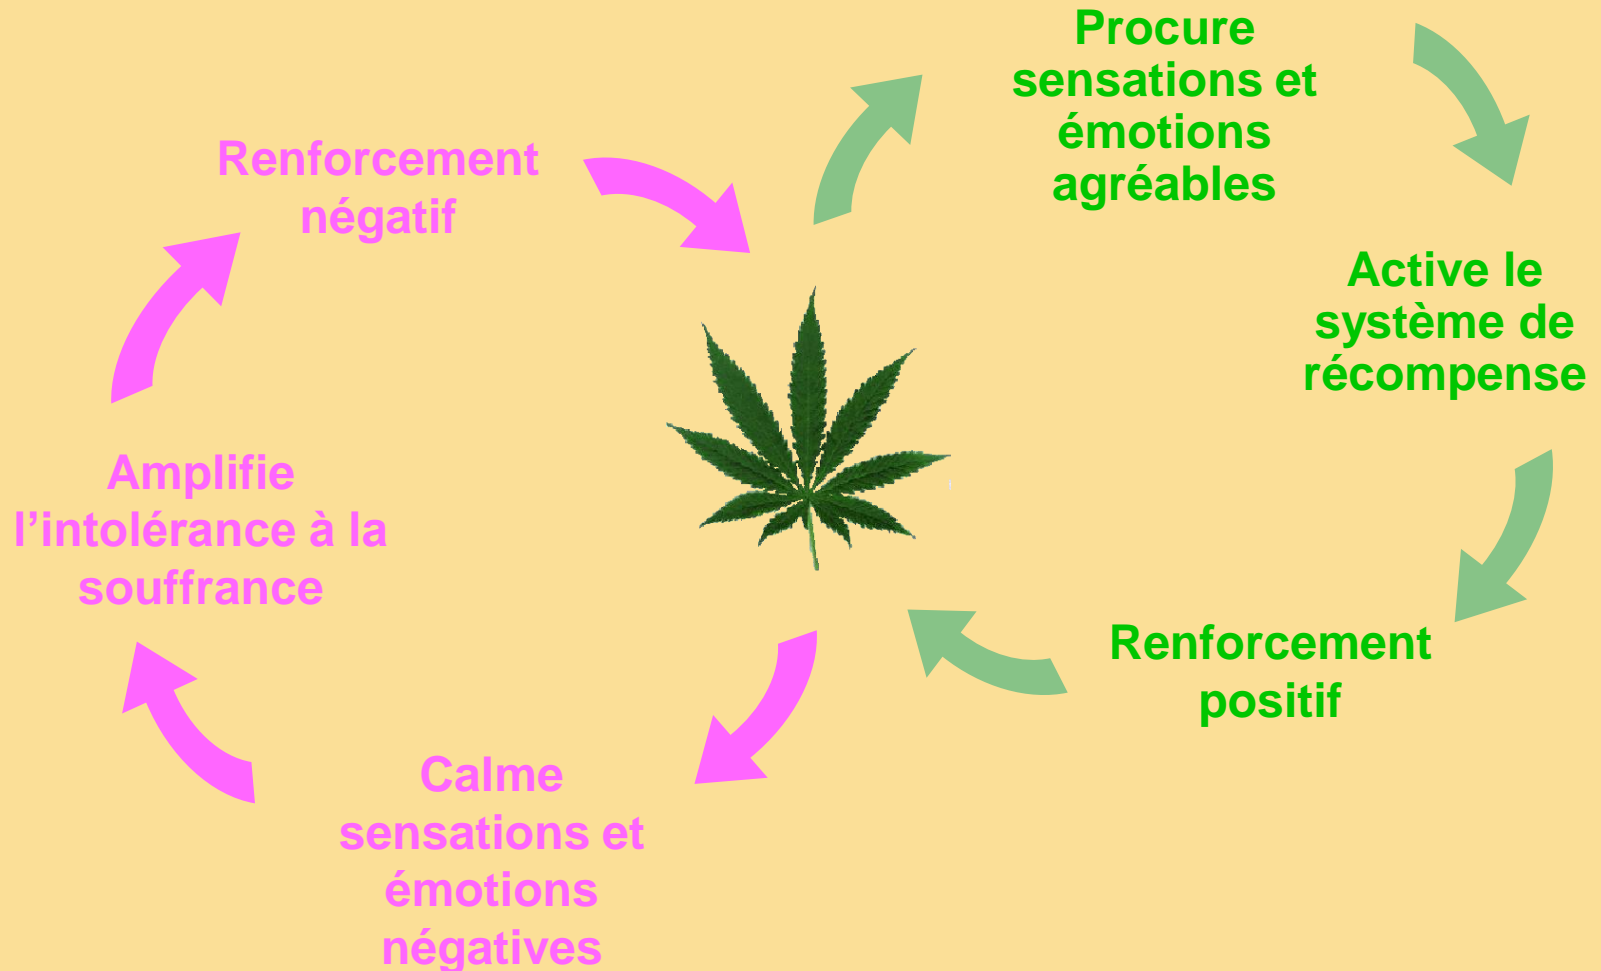 Procure
sensations et
émotions
agréables
Active le
système de
récompense
Renforcement
positif
Calme
sensations et
émotions
négatives
Amplifie
l’intolérance à la
souffrance
Renforcement
négatif